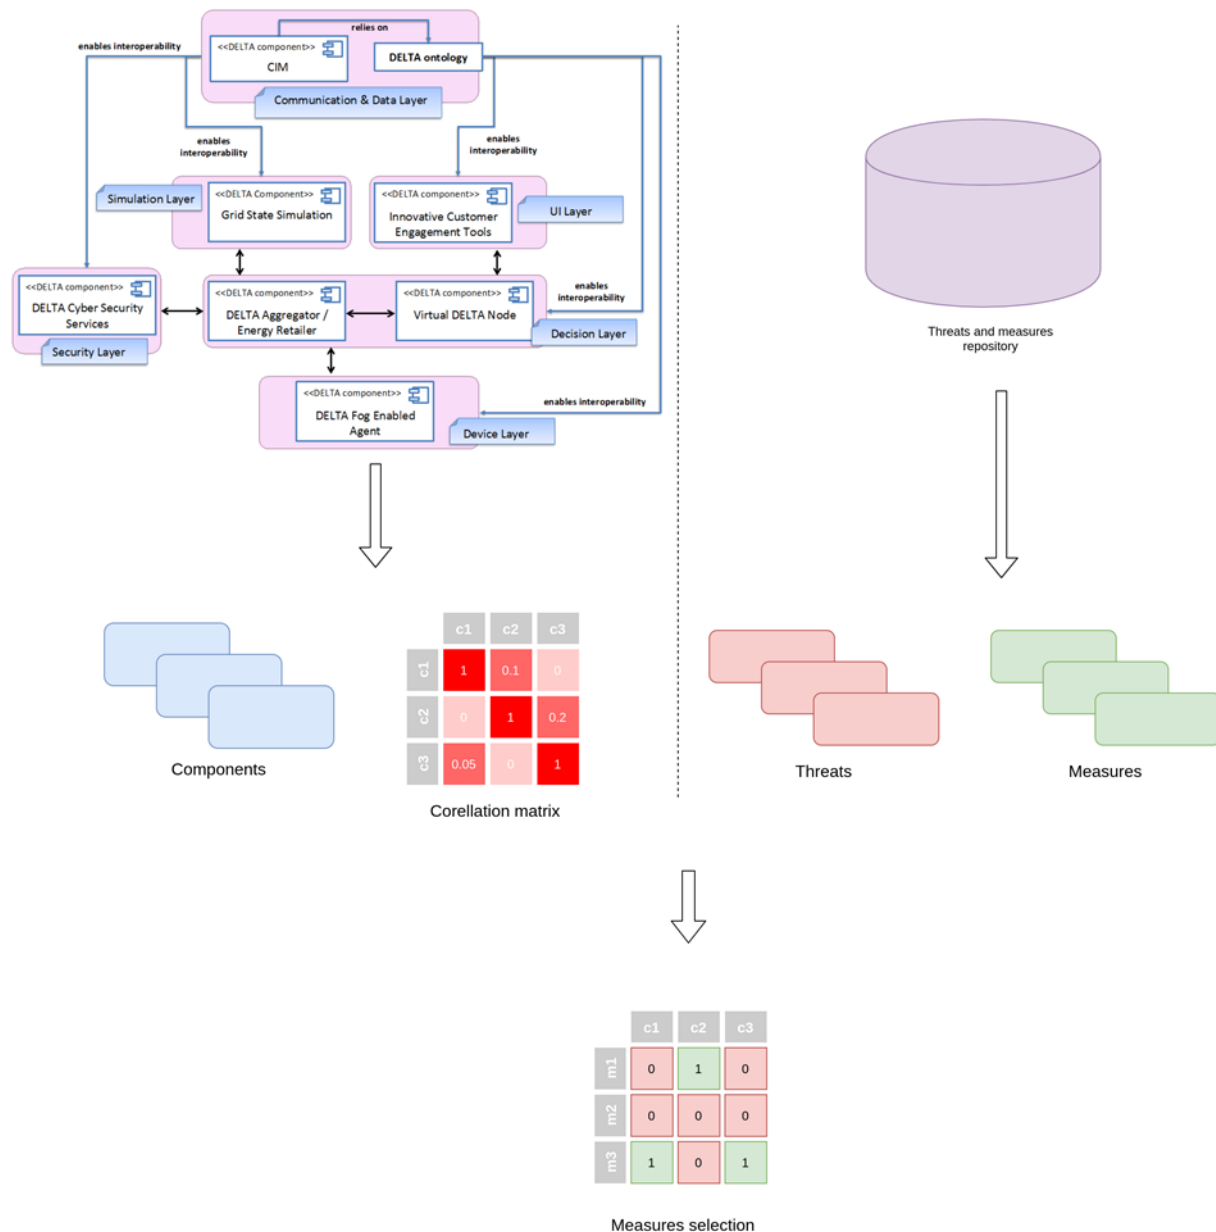 relies on
enables interoperability
<<DELTA component>>
CIM
DELTA ontology
Communication & Data Layer
enables
interoperability
enables
interoperability
Simulation Layer
<<DELTA Component>>
Grid State Simulation
<<DELTA component>>
Innovative Customer
Engagement Tools
UI Layer
<<DELTA component>>
DELTA Cyber Security
Services
Security Layer
<<DELTA component>>
DELTA Aggregator /
Energy Retailer
<<DELTA component>>
Virtual DELTA Node
enables
interoperability
Decision Layer
<<DELTA component>>
DELTA Fog Enabled
Agent
enables interoperability
Device Layer
Threats and measures
repository
Components
c1 c2 c3
c1 1 0.1 0
c2 0 1 0.2
c3 0.05 0 1
Corellation matrix
Threats
Measures
c1 c2 c3
m1 0 1 0
m2 0 0 0
m3 1 0 1
Measures selection